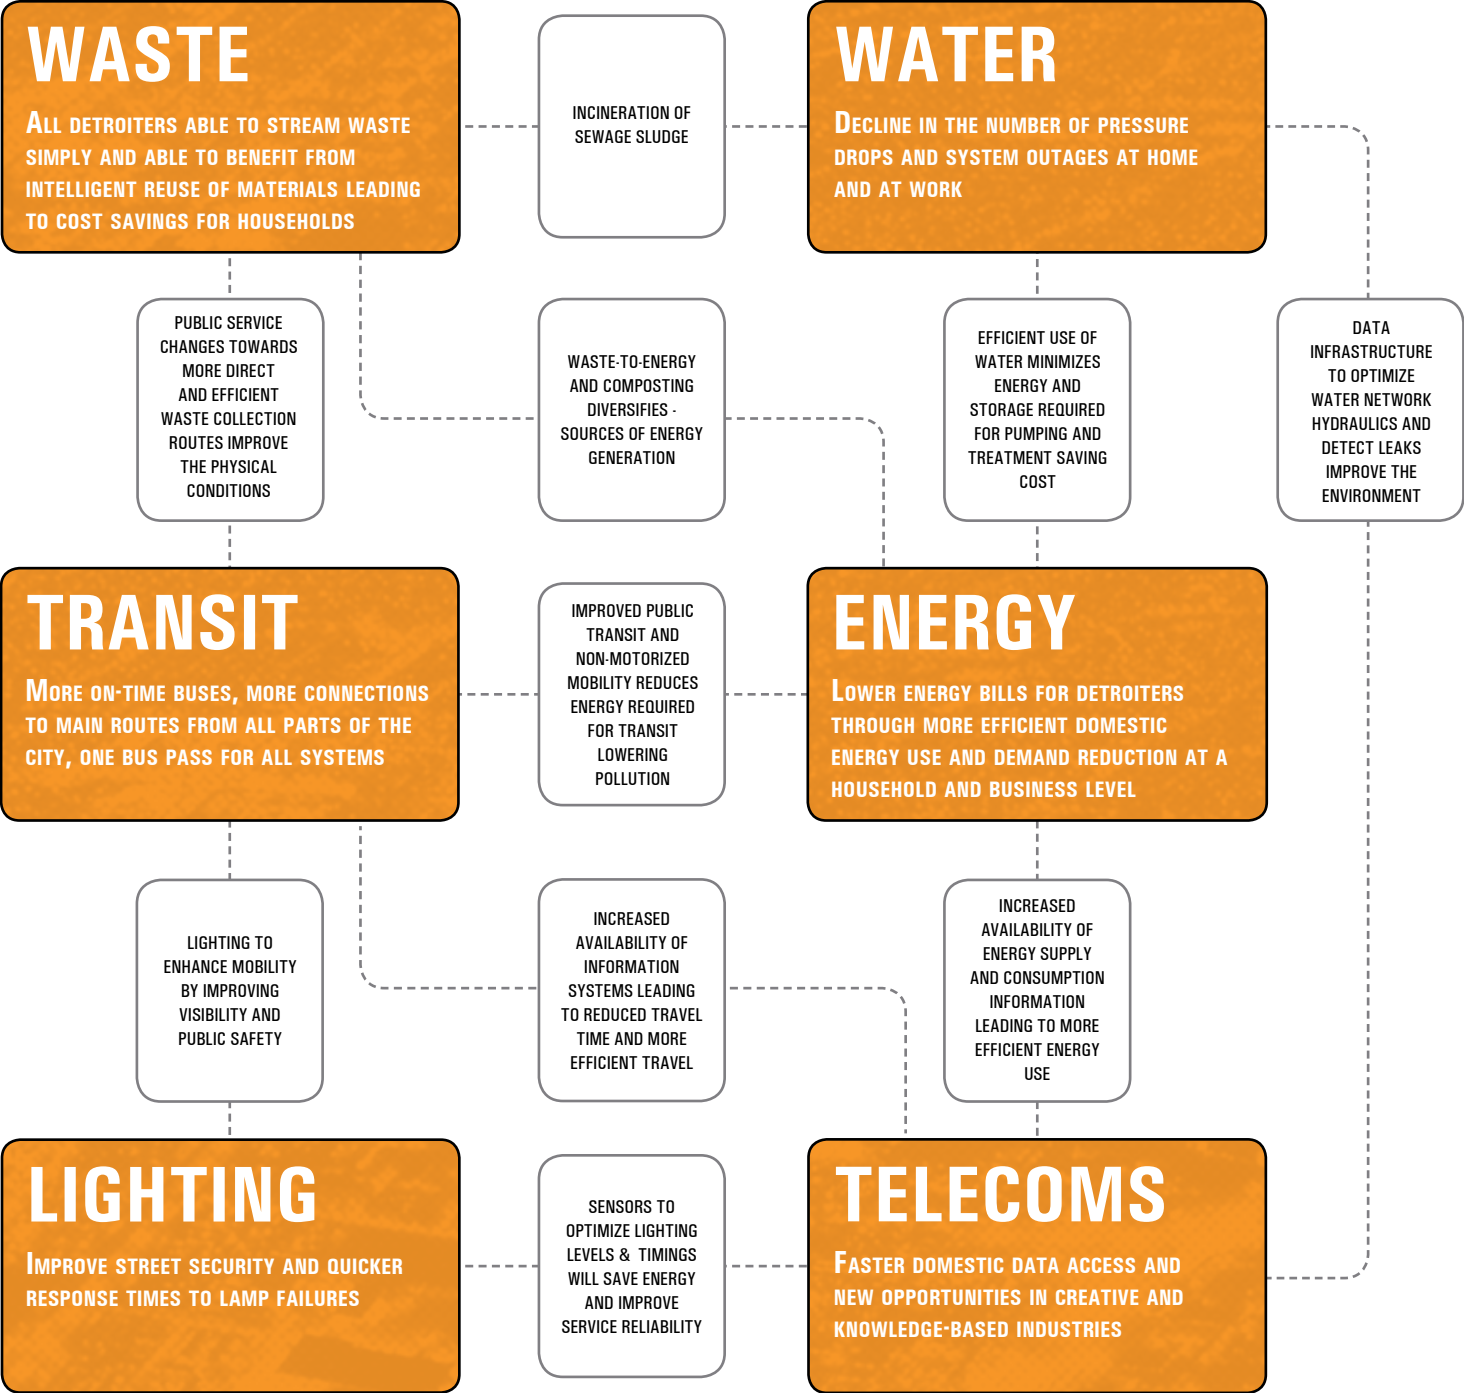 WASTE
All detroiters able to stream waste
simply and able to benefit from
intelligent reuse of materials leading
to cost savings for households
INCINERATION OF
SEWAGE SLUDGE
WATER
Decline in the number of pressure
drops and system outages at home
and at work
PUBLIC SERVICE
CHANGES TOWARDS
MORE DIRECT
AND EFFICIENT
WASTE COLLECTION
ROUTES IMPROVE
THE PHYSICAL
CONDITIONS
WASTE-TO-ENERGY
AND COMPOSTING
DIVERSIFIES -
SOURCES OF ENERGY
GENERATION
EFFICIENT USE OF
WATER MINIMIZES
ENERGY AND
STORAGE REQUIRED
FOR PUMPING AND
TREATMENT SAVING
COST
DATA
INFRASTRUCTURE
TO OPTIMIZE
WATER NETWORK
HYDRAULICS AND
DETECT LEAKS
IMPROVE THE
ENVIRONMENT
TRANSIT
More on-time buses, more connections
to main routes from all parts of the
city, one bus pass for all systems
IMPROVED PUBLIC
TRANSIT AND
NON-MOTORIZED
MOBILITY REDUCES
ENERGY REQUIRED
FOR TRANSIT
LOWERING
POLLUTION
ENERGY
Lower energy bills for detroiters
through more efficient domestic
energy use and demand reduction at a
household and business level
LIGHTING TO
ENHANCE MOBILITY
BY IMPROVING
VISIBILITY AND
PUBLIC SAFETY
INCREASED
AVAILABILITY OF
INFORMATION
SYSTEMS LEADING
TO REDUCED TRAVEL
TIME AND MORE
EFFICIENT TRAVEL
INCREASED
AVAILABILITY OF
ENERGY SUPPLY
AND CONSUMPTION
INFORMATION
LEADING TO MORE
EFFICIENT ENERGY
USE
LIGHTING
Improve street security and quicker
response times to lamp failures
SENSORS TO
OPTIMIZE LIGHTING
LEVELS & TIMINGS
WILL SAVE ENERGY
AND IMPROVE
SERVICE RELIABILITY
TELECOMS
Faster domestic data access and
new opportunities in creative and
knowledge-based industries